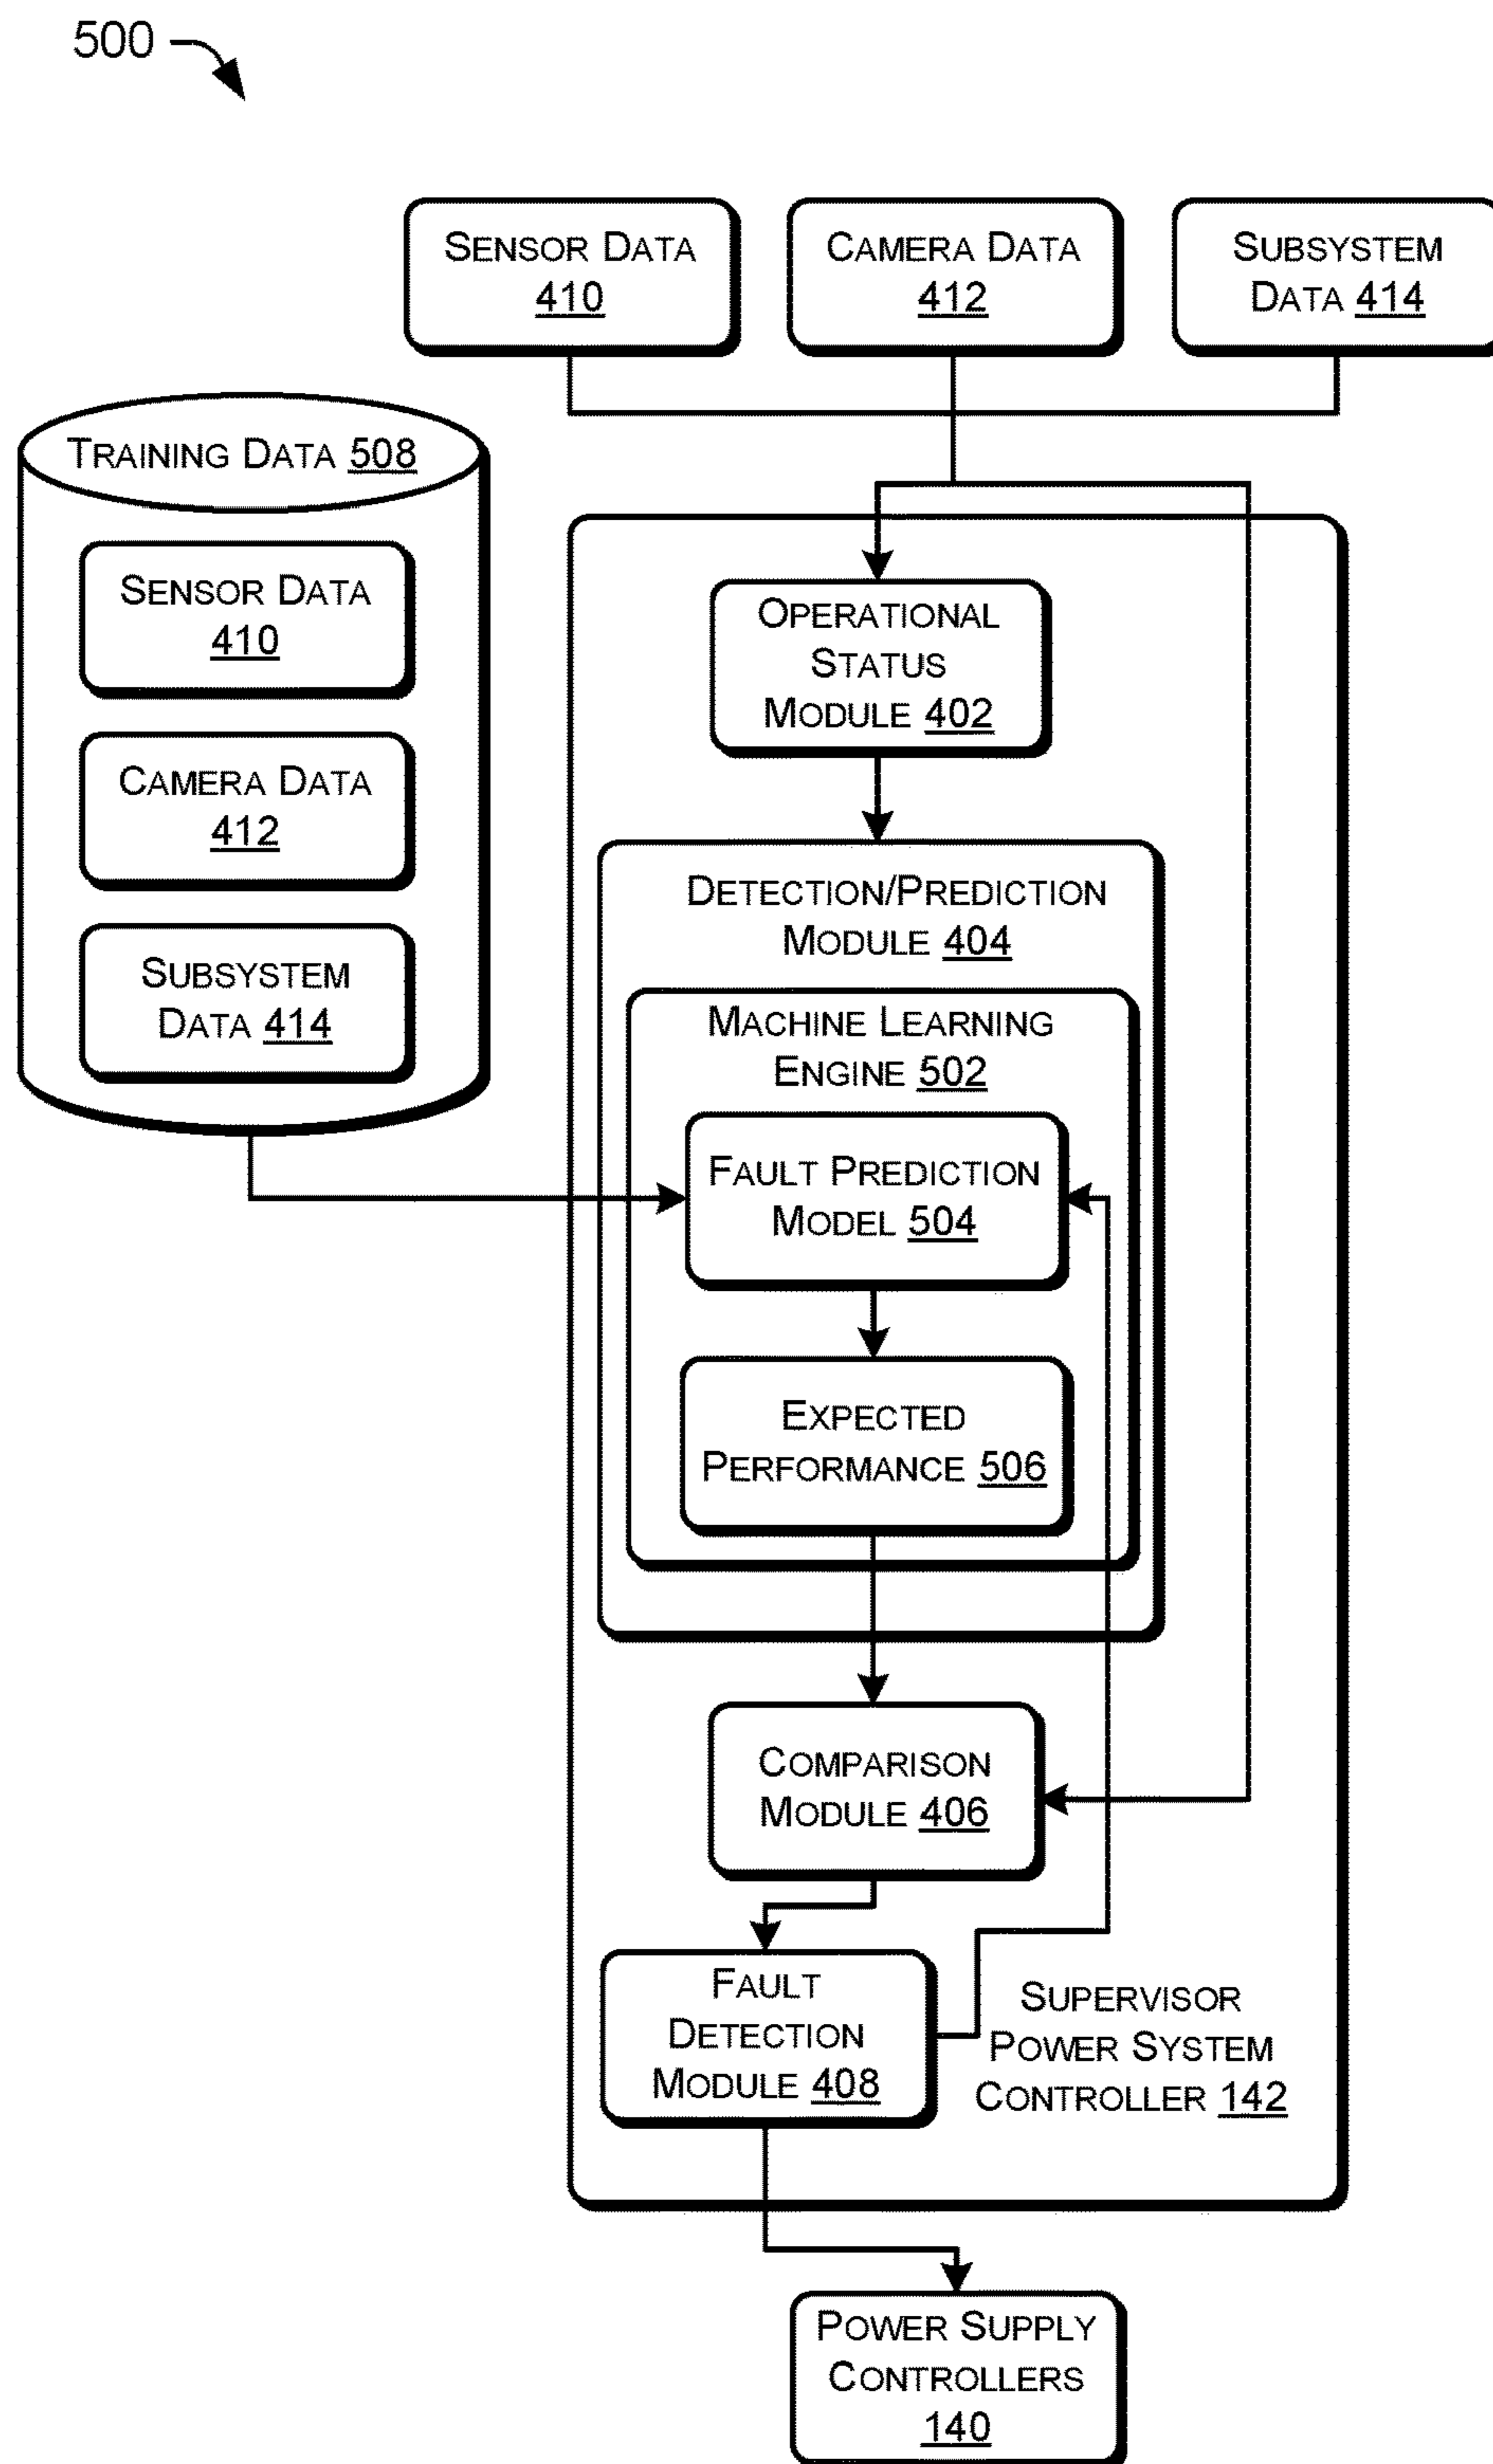 500
SENSOR DATA
410
CAMERA DATA
412
SUBSYSTEM
DATA 414
TRAINING DATA 508
SENSOR DATA
410
CAMERA DATA
412
SUBSYSTEM
DATA 414
OPERATIONAL
STATUS
MODULE 402
DETECTION/PREDICTION
MODULE 404
MACHINE LEARNING
ENGINE 502
FAULT PREDICTION
MODEL 504
EXPECTED
PERFORMANCE 506
COMPARISON
MODULE 406
FAULT
DETECTION
MODULE 408
SUPERVISOR
POWER SYSTEM
CONTROLLER 142
POWER SUPPLY
CONTROLLERS
140